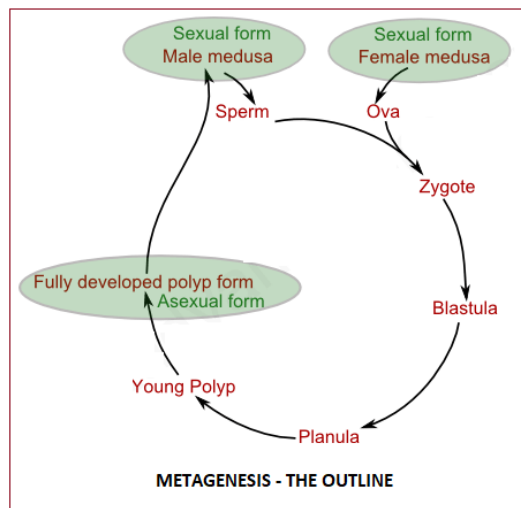 Sexual form
Male medusa
Sexual form
Female medusa
Sperm
Ova
Zygote
Fully developed polyp form
Asexual form
Blastula
Young Polyp
Planula
METAGENESIS - THE OUTLINE